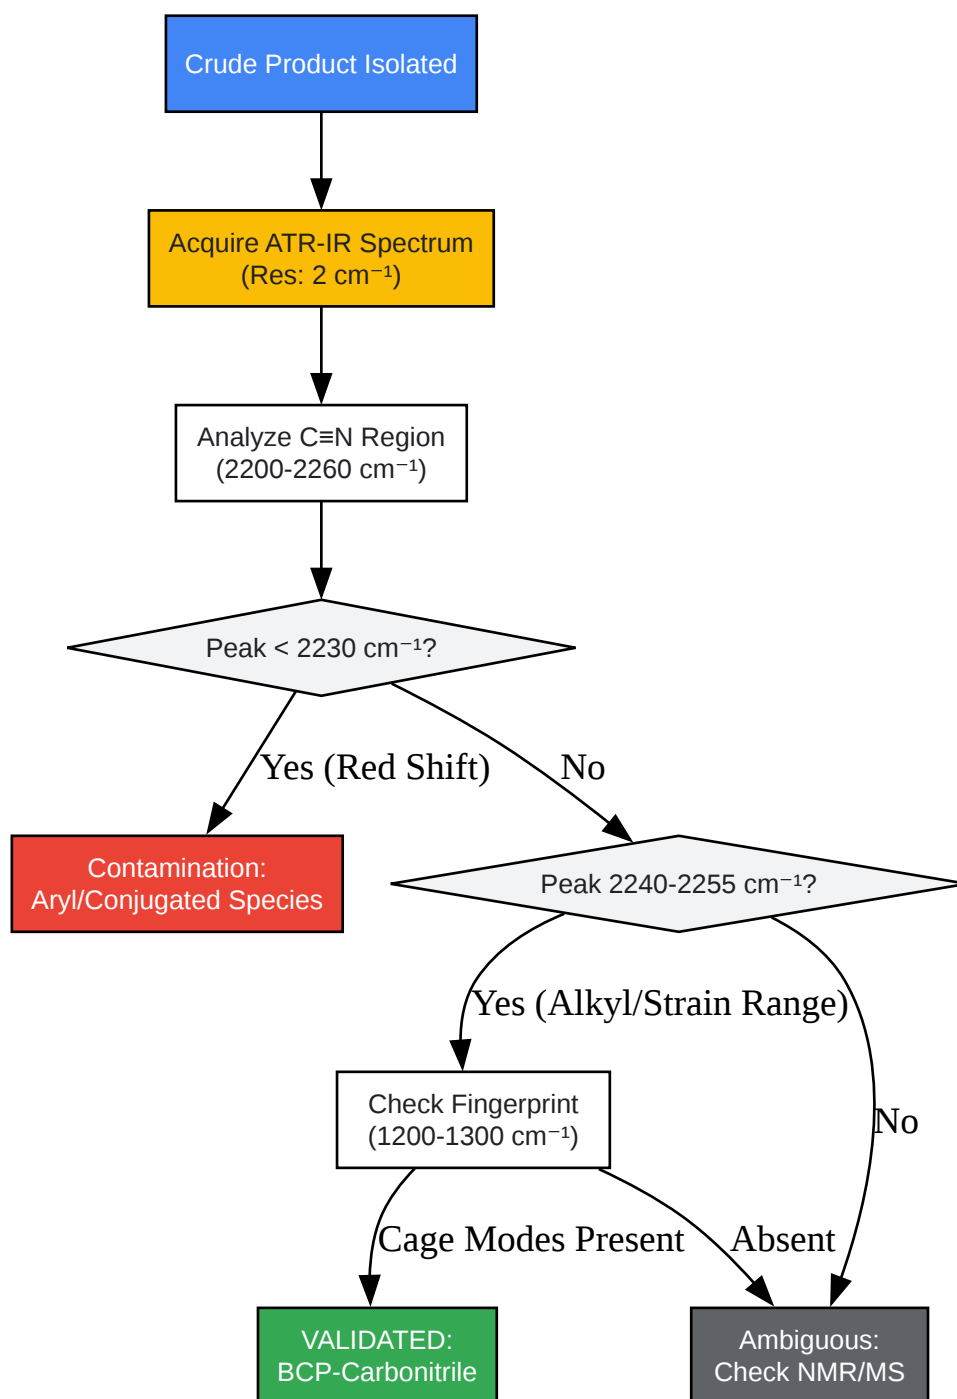 Crude Product Isolated
Acquire ATR-IR Spectrum
(Res: 2 cm⁻¹)
Analyze C≡N Region
(2200-2260 cm⁻¹)
Peak < 2230 cm⁻¹?
Yes (Red Shift)
No
Contamination:
Aryl/Conjugated Species
Peak 2240-2255 cm⁻¹?
Yes (Alkyl/Strain Range)
No
Check Fingerprint
(1200-1300 cm⁻¹)
Cage Modes Present
Absent
VALIDATED:
BCP-Carbonitrile
Ambiguous:
Check NMR/MS